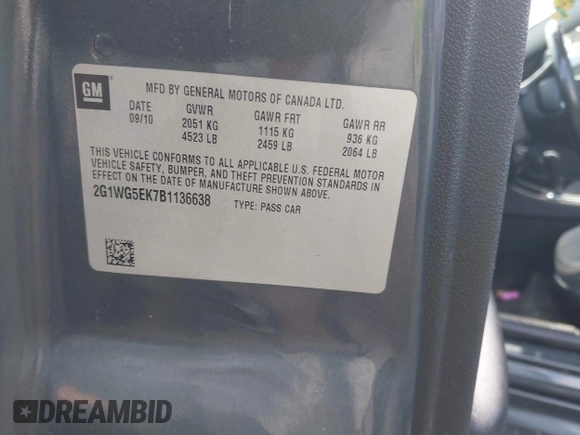 GM
MFD BY GENERAL MOTORS OF CANADA LTD.
DATE GVWR GAWR FRT GAWR RR
09/10 2051 KG 1115 KG 936 KG
4523 LB 2459 LB 2064 LB
THIS VEHICLE CONFORMS TO ALL APPLICABLE U.S. FEDERAL MOTOR
VEHICLE SAFETY, BUMPER, AND THEFT PREVENTION STANDARDS IN
EFFECT ON THE DATE OF MANUFACTURE SHOWN ABOVE.
2G1WG5EK7B1136638 TYPE: PASS CAR
DREAMBID